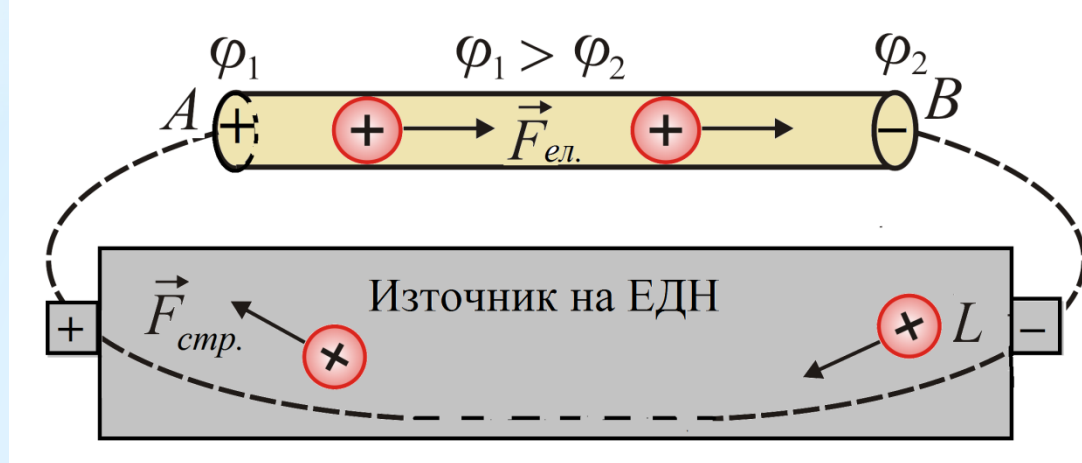 φ₁ φ₁ > φ₂ φ₂
A + + + − B
F⃗ел.
Източник на ЕДН
F⃗стр.
+ + + L −